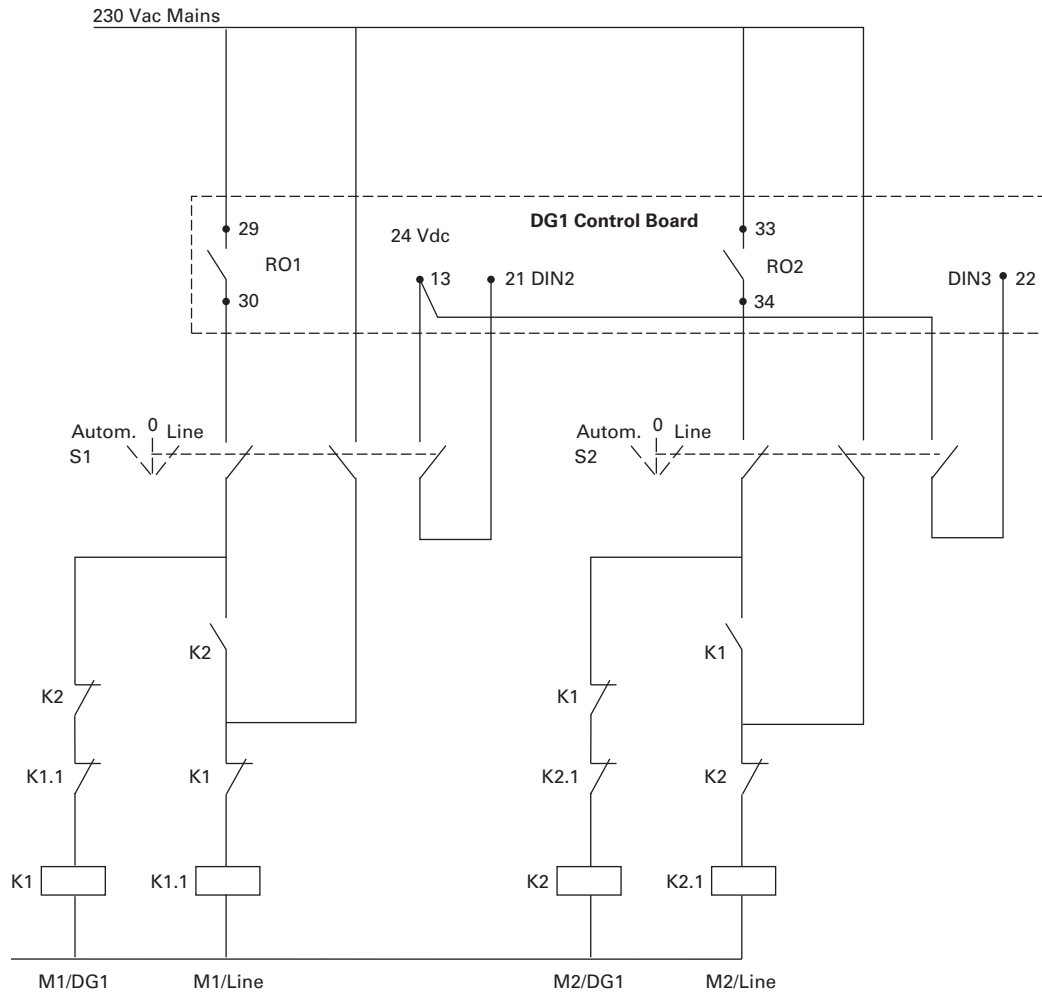 230 Vac Mains
DG1 Control Board
29
24 Vdc
33
RO1
13
21 DIN2
RO2
DIN3
22
30
34
Autom.
0
Line
S1
Autom.
0
Line
S2
K2
K1
K2
K1
K1.1
K1
K2.1
K2
K1
K1.1
K2
K2.1
M1/DG1
M1/Line
M2/DG1
M2/Line